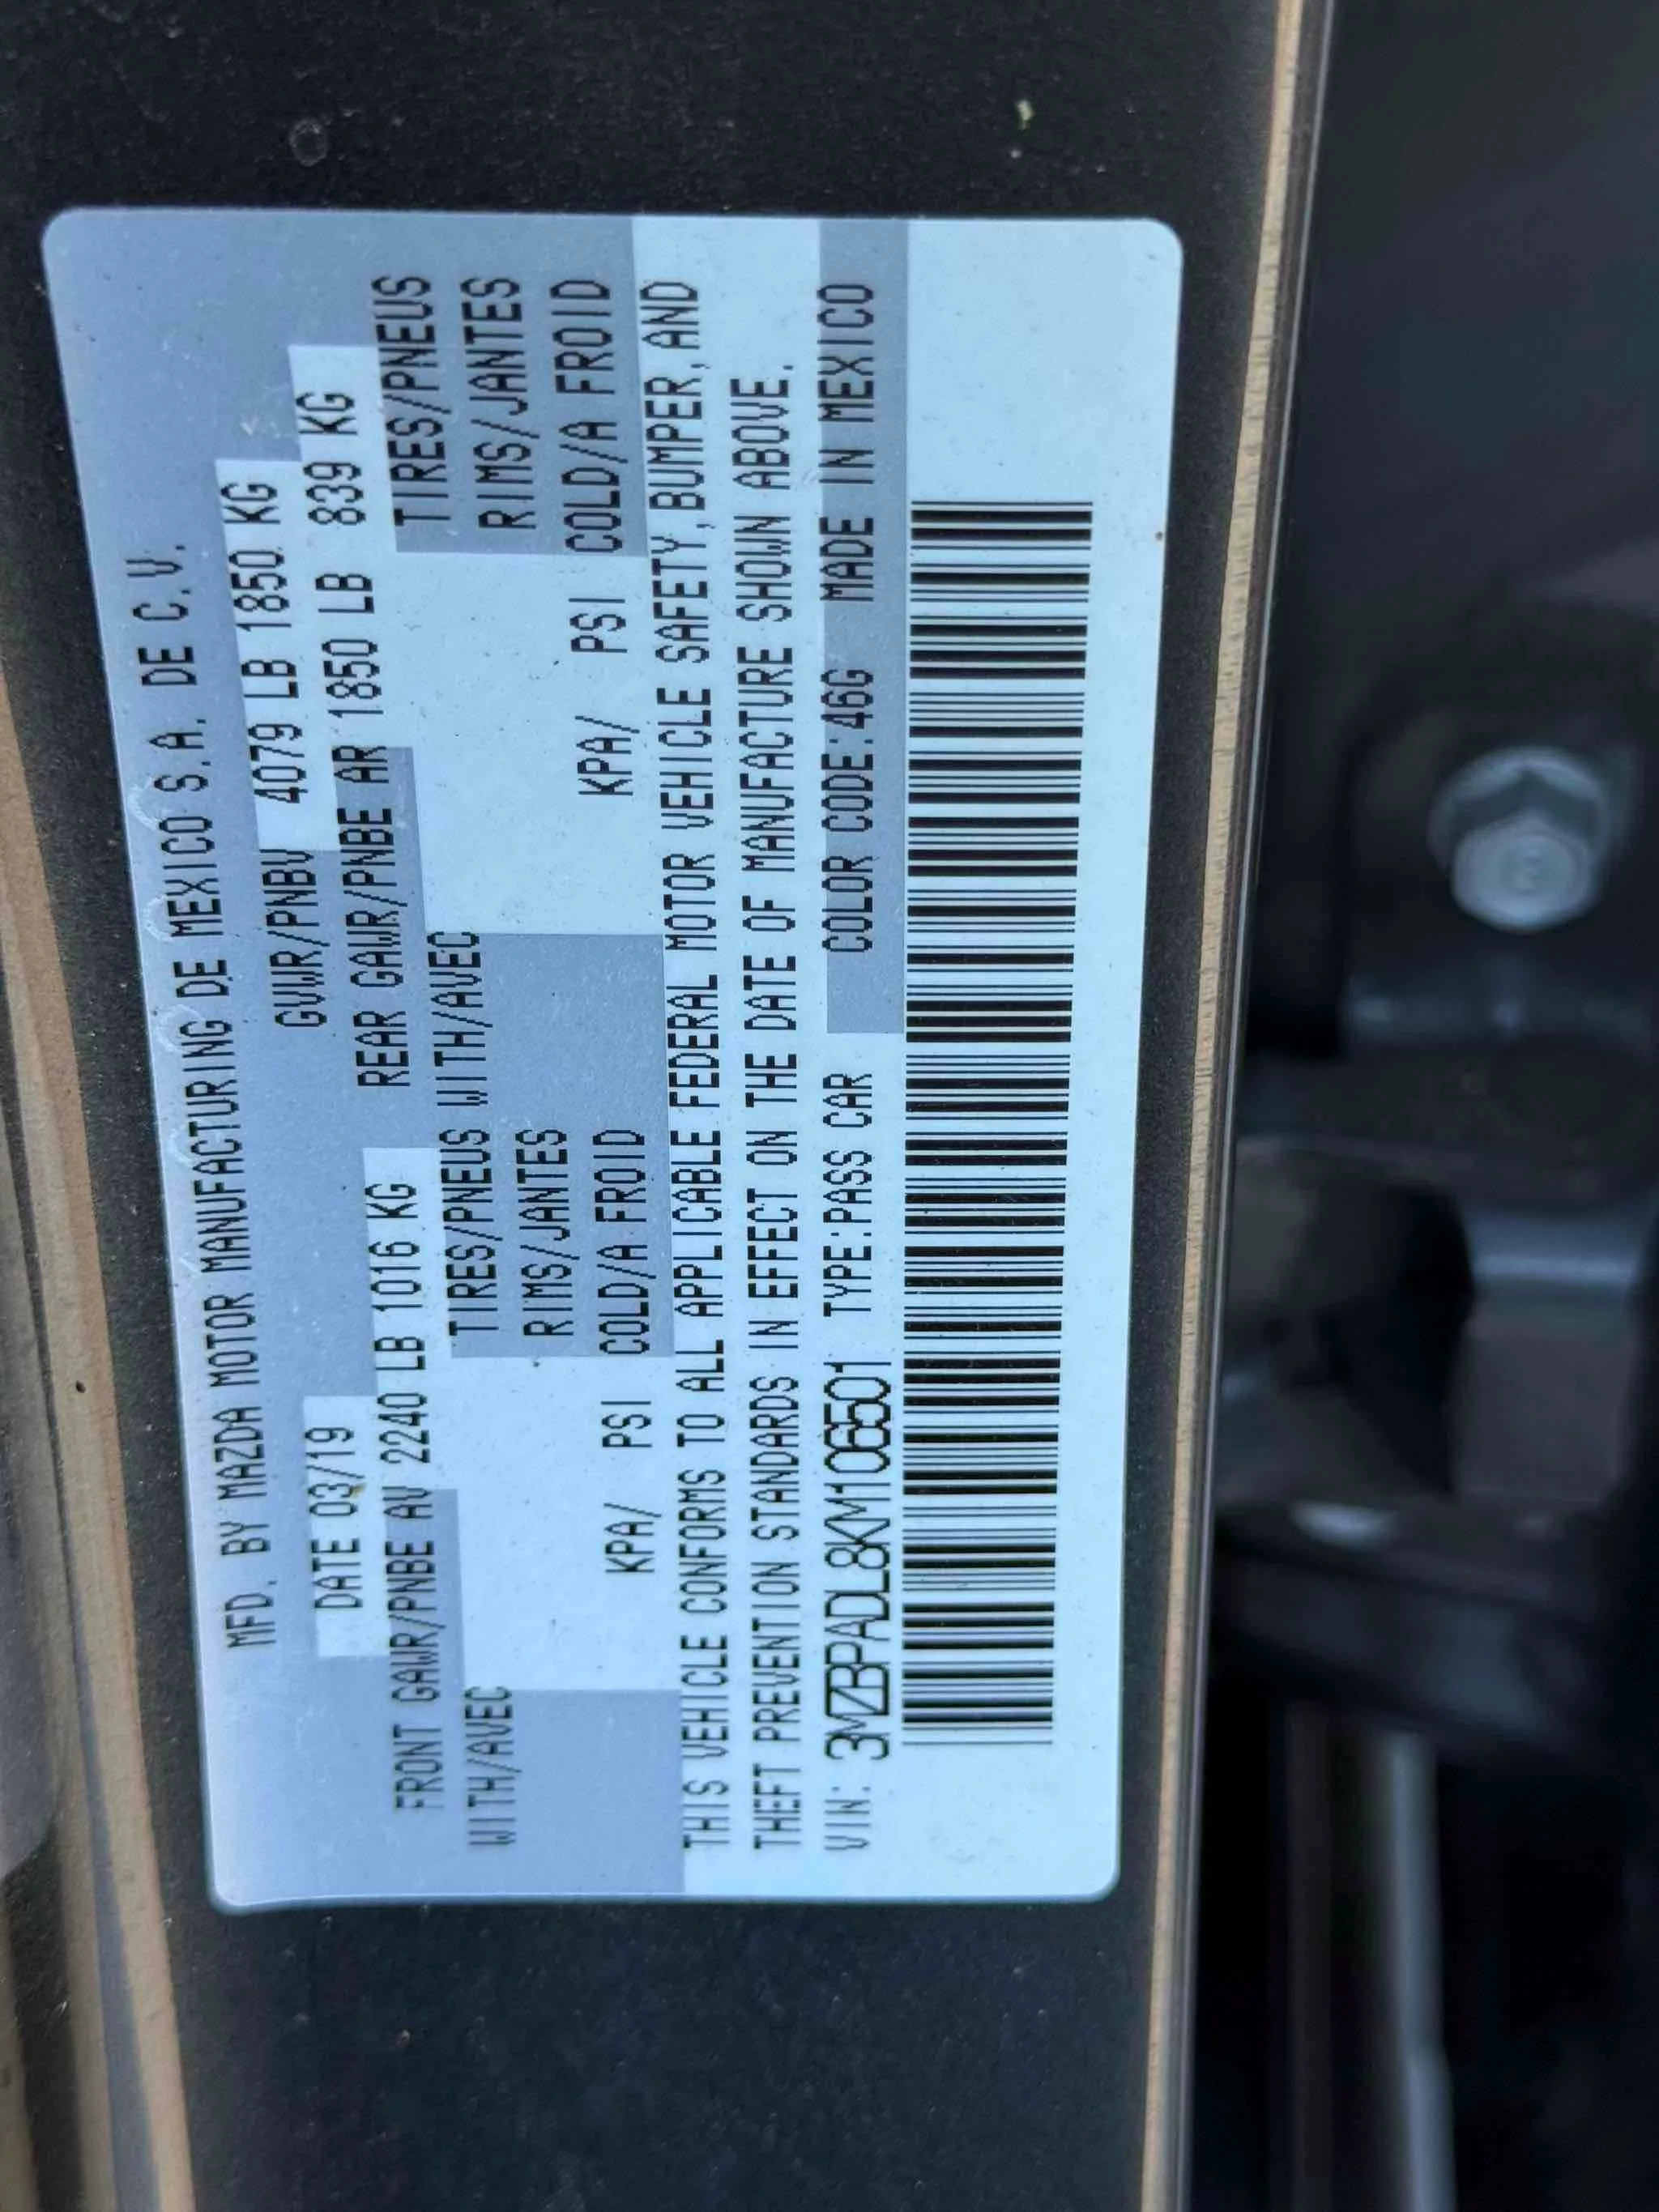 MFD. BY MAZDA MOTOR MANUFACTURING DE MEXICO S.A. DE C.V.
DATE 03/19 GVWR/PNBV 4079 LB 1850 KG
FRONT GAWR/PNBE AV 2240 LB 1016 KG REAR GAWR/PNBE AR 1850 LB 839 KG
WITH/AVEC TIRES/PNEUS WITH/AVEC TIRES/PNEUS
RIMS/JANTES RIMS/JANTES
KPA/ PSI COLD/A FROID KPA/ PSI COLD/A FROID
THIS VEHICLE CONFORMS TO ALL APPLICABLE FEDERAL MOTOR VEHICLE SAFETY,BUMPER,AND
THEFT PREVENTION STANDARDS IN EFFECT ON THE DATE OF MANUFACTURE SHOWN ABOVE.
VIN: 3MZBPADL8KM106501 TYPE:PASS CAR COLOR CODE:46G MADE IN MEXICO